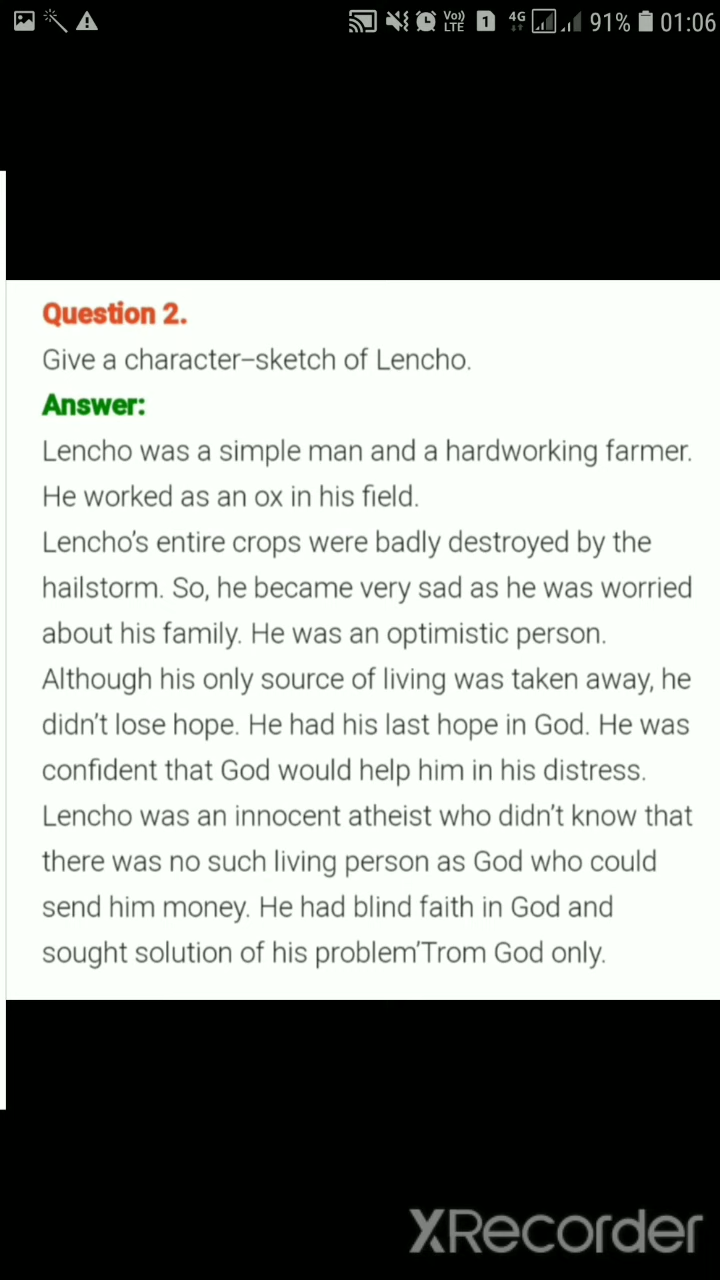 Vo)) LTE 1 4G 91% 01:06
Question 2.
Give a character-sketch of Lencho.
Answer:
Lencho was a simple man and a hardworking farmer.
He worked as an ox in his field.
Lencho's entire crops were badly destroyed by the
hailstorm. So, he became very sad as he was worried
about his family. He was an optimistic person.
Although his only source of living was taken away, he
didn't lose hope. He had his last hope in God. He was
confident that God would help him in his distress.
Lencho was an innocent atheist who didn't know that
there was no such living person as God who could
send him money. He had blind faith in God and
sought solution of his problem'Trom God only.
XRecorder